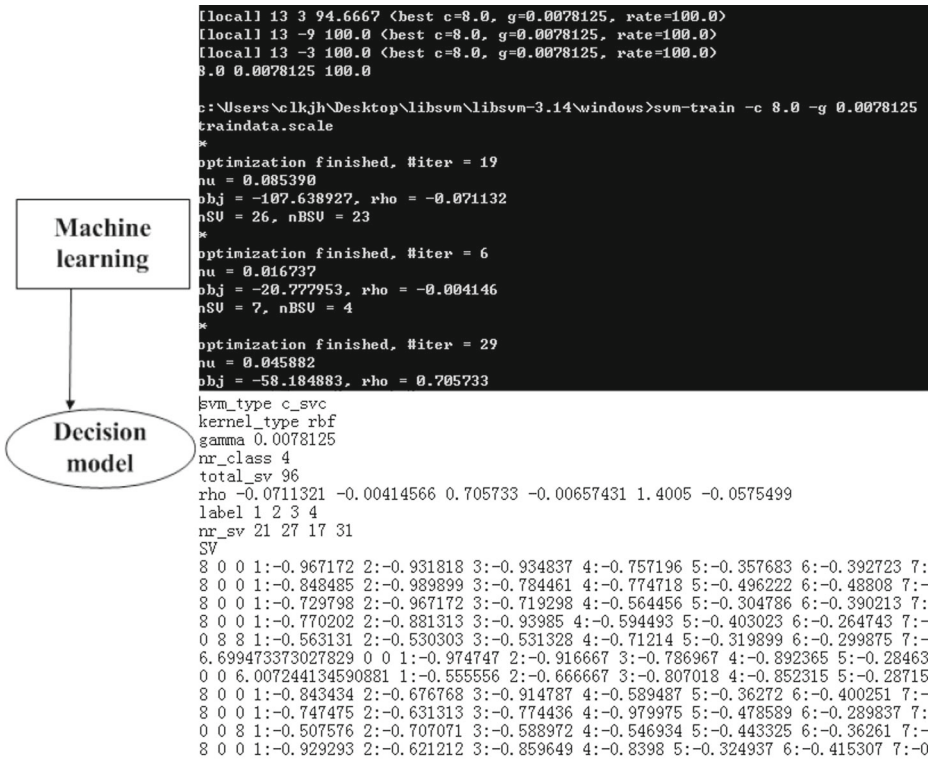 [local] 13 3 94.6667 (best c=8.0, g=0.0078125, rate=100.0)
[local] 13 -9 100.0 (best c=8.0, g=0.0078125, rate=100.0)
[local] 13 -3 100.0 (best c=8.0, g=0.0078125, rate=100.0)
8.0 0.0078125 100.0
c:\Users\clkjh\Desktop\libsvm\libsvm-3.14\windows>svm-train -c 8.0 -g 0.0078125
traindata.scale
*
optimization finished, #iter = 19
nu = 0.085390
obj = -107.638927, rho = -0.071132
nSV = 26, nBSV = 23
*
optimization finished, #iter = 6
nu = 0.016737
obj = -20.777953, rho = -0.004146
nSV = 7, nBSV = 4
*
optimization finished, #iter = 29
nu = 0.045882
obj = -58.184883, rho = 0.705733
Machine
learning
Decision
model
svm_type c_svc
kernel_type rbf
gamma 0.0078125
nr_class 4
total_sv 96
rho -0.0711321 -0.00414566 0.705733 -0.00657431 1.4005 -0.0575499
label 1 2 3 4
nr_sv 21 27 17 31
SV
8 0 0 1:-0.967172 2:-0.931818 3:-0.934837 4:-0.757196 5:-0.357683 6:-0.392723 7:
8 0 0 1:-0.848485 2:-0.989899 3:-0.784461 4:-0.774718 5:-0.496222 6:-0.48808 7:-
8 0 0 1:-0.729798 2:-0.967172 3:-0.719298 4:-0.564456 5:-0.304786 6:-0.390213 7:
8 0 0 1:-0.770202 2:-0.881313 3:-0.93985 4:-0.594493 5:-0.403023 6:-0.264743 7:-
0 8 8 1:-0.563131 2:-0.530303 3:-0.531328 4:-0.71214 5:-0.319899 6:-0.299875 7:-
6.699473373027829 0 0 1:-0.974747 2:-0.916667 3:-0.786967 4:-0.892365 5:-0.28463
0 0 6.007244134590881 1:-0.555556 2:-0.666667 3:-0.807018 4:-0.852315 5:-0.28715
8 0 0 1:-0.843434 2:-0.676768 3:-0.914787 4:-0.589487 5:-0.36272 6:-0.400251 7:-
8 0 0 1:-0.747475 2:-0.631313 3:-0.774436 4:-0.979975 5:-0.478589 6:-0.289837 7:
0 0 8 1:-0.507576 2:-0.707071 3:-0.588972 4:-0.546934 5:-0.443325 6:-0.36261 7:-
8 0 0 1:-0.929293 2:-0.621212 3:-0.859649 4:-0.8398 5:-0.324937 6:-0.415307 7:-0